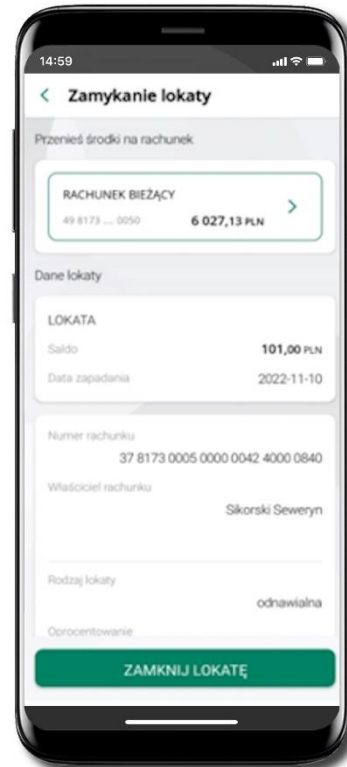 14:59
Zamykanie lokaty
Przenieś środki na rachunek
RACHUNEK BIEŻĄCY
49 8173 .... 0050 6 027,13 PLN
Dane lokaty
LOKATA
Saldo 101,00 PLN
Data zapadania 2022-11-10
Numer rachunku
37 8173 0005 0000 0042 4000 0840
Właściciel rachunku
Sikorski Seweryn
Rodzaj lokaty
odnawialna
Oprocentowanie
ZAMKNIJ LOKATĘ